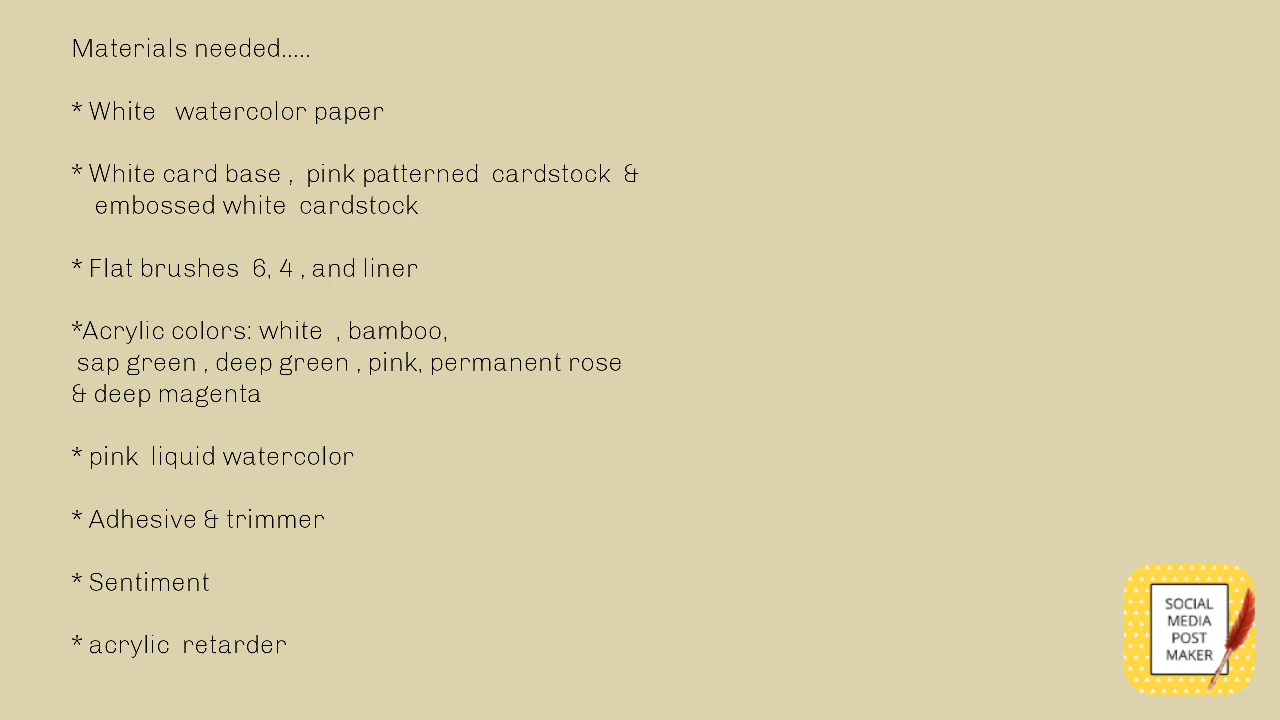 Materials needed.....
* White watercolor paper
* White card base , pink patterned cardstock &
embossed white cardstock
* Flat brushes 6, 4 , and liner
*Acrylic colors: white , bamboo,
sap green , deep green , pink, permanent rose
& deep magenta
* pink liquid watercolor
* Adhesive & trimmer
* Sentiment
* acrylic retarder
SOCIAL
MEDIA
POST
MAKER